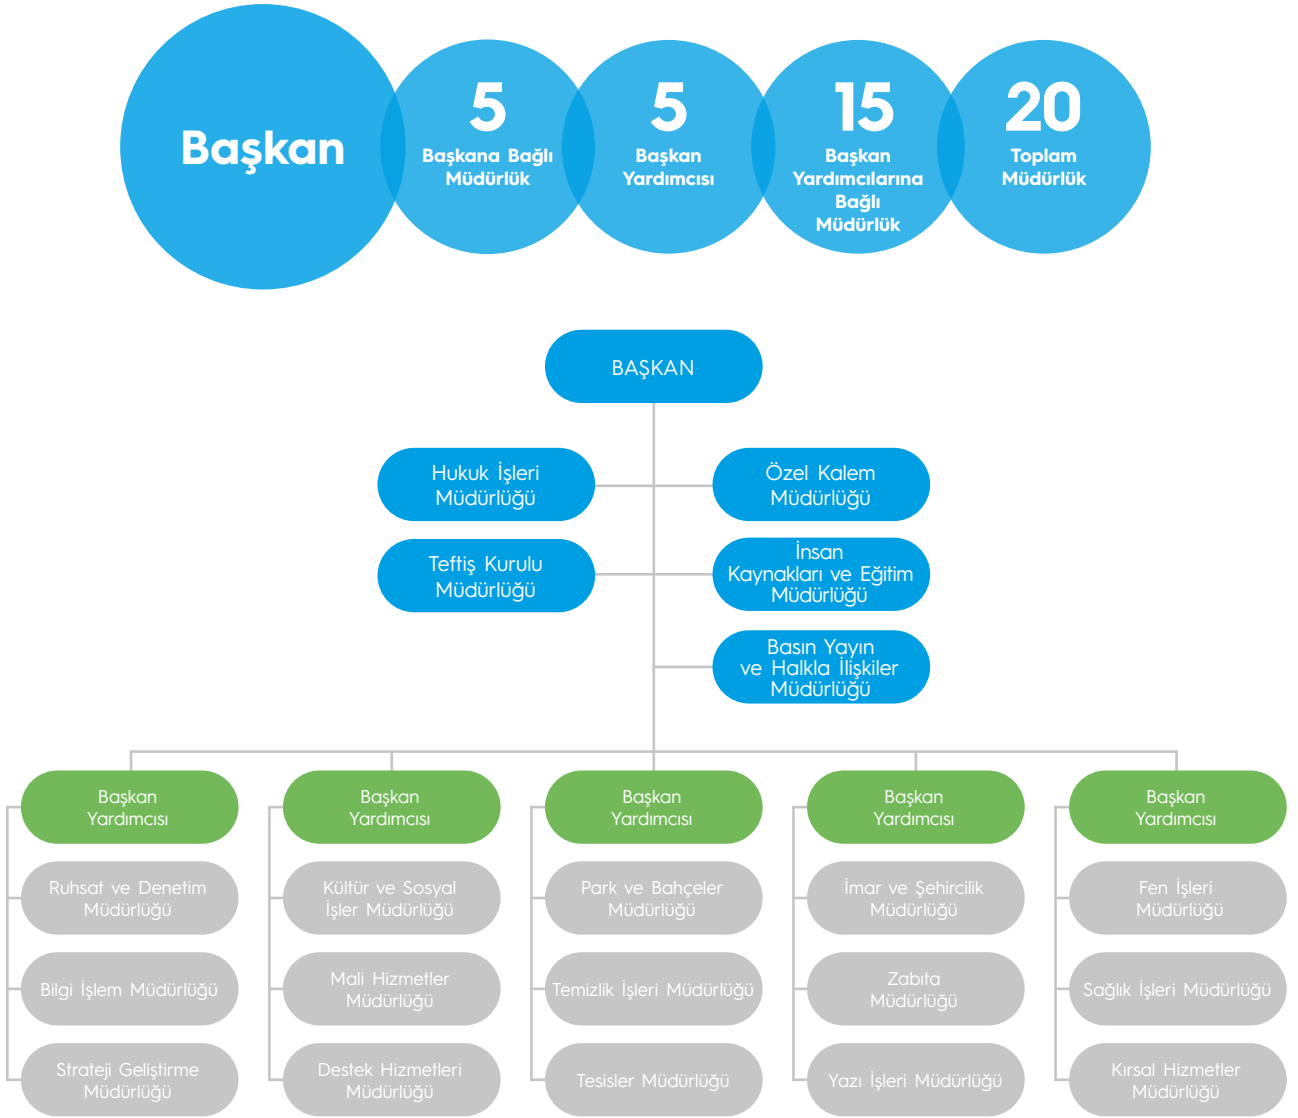 Başkan
5
Başkana Bağlı
Müdürlük
5
Başkan
Yardımcısı
15
Başkan
Yardımcılarına
Bağlı
Müdürlük
20
Toplam
Müdürlük
BAŞKAN
Hukuk İşleri
Müdürlüğü
Özel Kalem
Müdürlüğü
Teftiş Kurulu
Müdürlüğü
İnsan
Kaynakları ve Eğitim
Müdürlüğü
Basın Yayın
ve Halkla İlişkiler
Müdürlüğü
Başkan
Yardımcısı
Ruhsat ve Denetim
Müdürlüğü
Bilgi İşlem Müdürlüğü
Strateji Geliştirme
Müdürlüğü
Başkan
Yardımcısı
Kültür ve Sosyal
İşler Müdürlüğü
Mali Hizmetler
Müdürlüğü
Destek Hizmetleri
Müdürlüğü
Başkan
Yardımcısı
Park ve Bahçeler
Müdürlüğü
Temizlik İşleri Müdürlüğü
Tesisler Müdürlüğü
Başkan
Yardımcısı
İmar ve Şehircilik
Müdürlüğü
Zabıta
Müdürlüğü
Yazı İşleri Müdürlüğü
Başkan
Yardımcısı
Fen İşleri
Müdürlüğü
Sağlık İşleri Müdürlüğü
Kırsal Hizmetler
Müdürlüğü